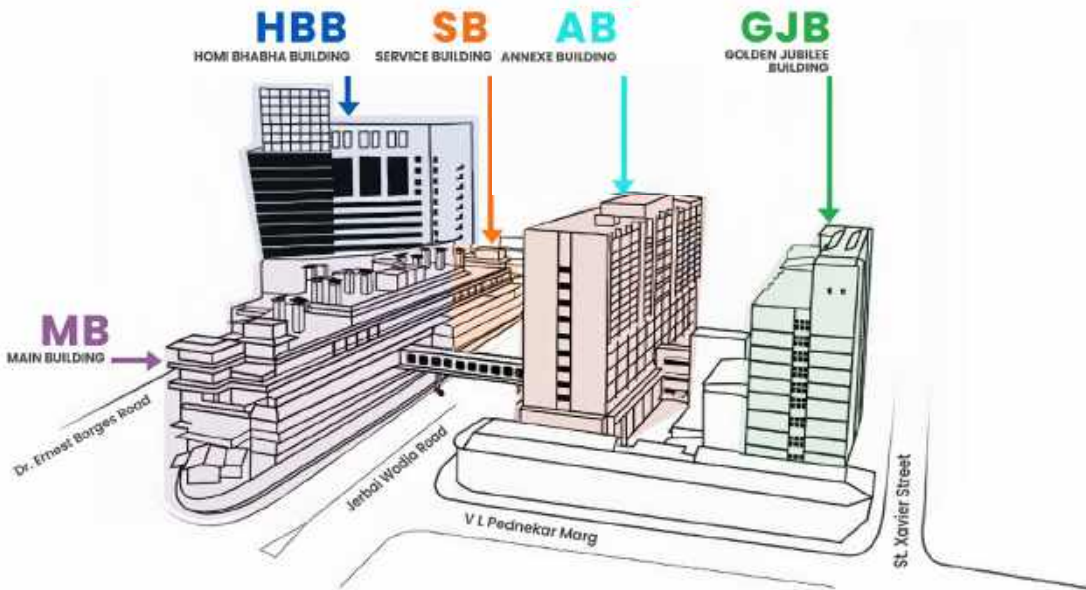 HBB
HOMI BHABHA BUILDING
SB
SERVICE BUILDING
AB
ANNEXE BUILDING
GJB
GOLDEN JUBILEE
BUILDING
MB
MAIN BUILDING
Dr. Ernest Borges Road
Jerbai Wadia Road
V L Pednekar Marg
St. Xavier Street